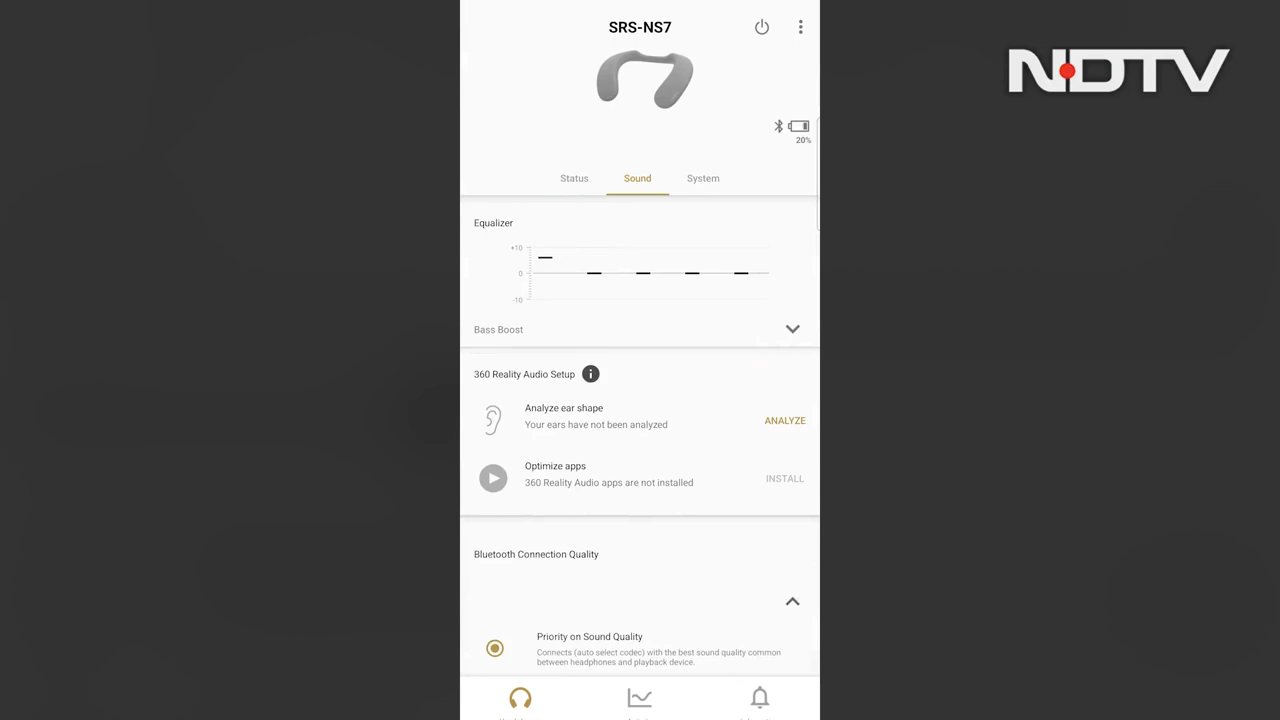 SRS-NS7
NDTV
20%
Status Sound System
Equalizer
+10
0
-10
Bass Boost
360 Reality Audio Setup
Analyze ear shape
Your ears have not been analyzed
ANALYZE
Optimize apps
360 Reality Audio apps are not installed
INSTALL
Bluetooth Connection Quality
Priority on Sound Quality
Connects (auto select codec) with the best sound quality common
between headphones and playback device.